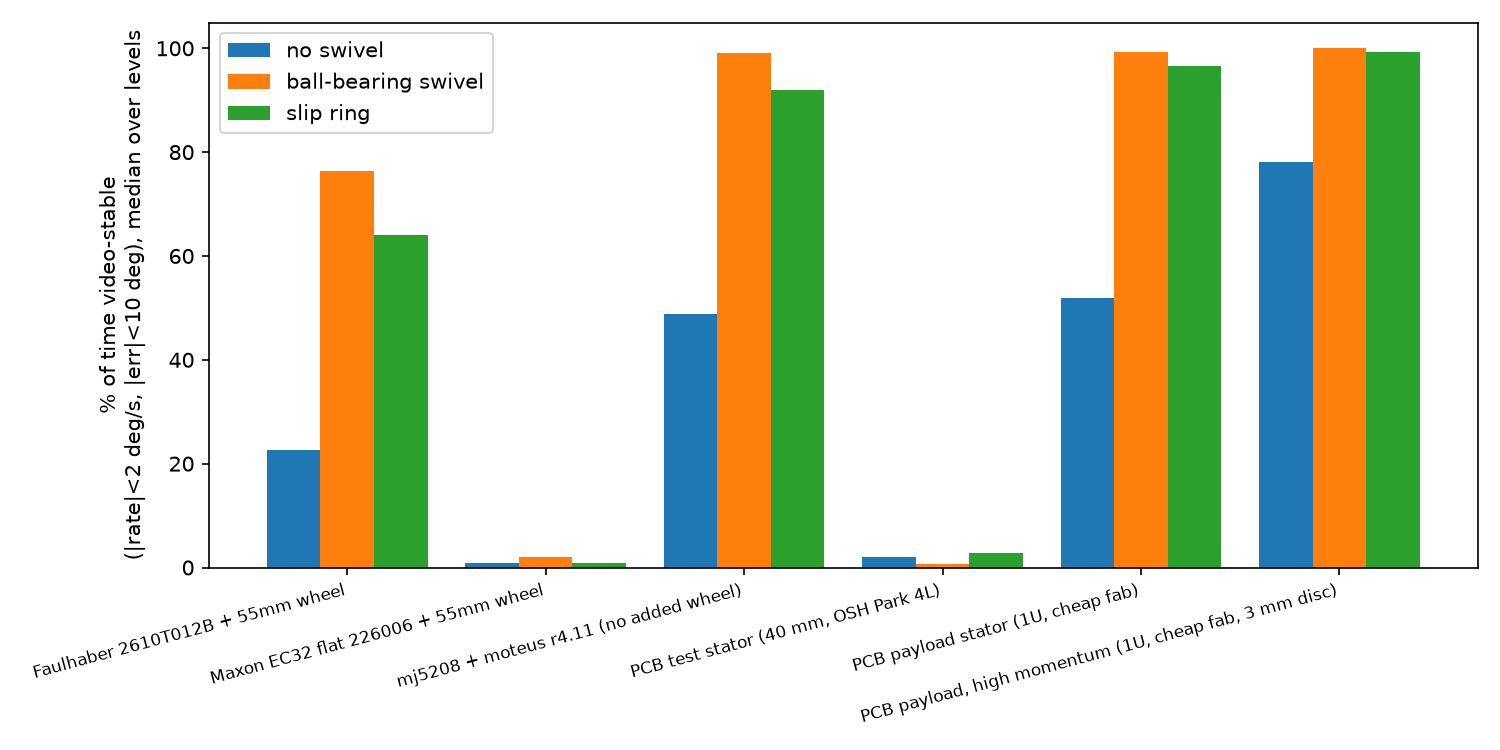 % of time video-stable
(|rate|<2 deg/s, |err|<10 deg), median over levels
100
80
60
40
20
0
no swivel
ball-bearing swivel
slip ring
Faulhaber 2610T012B + 55mm wheel
Maxon EC32 flat 226006 + 55mm wheel
mj5208 + moteus r4.11 (no added wheel)
PCB test stator (40 mm, OSH Park 4L)
PCB payload stator (1U, cheap fab)
PCB payload, high momentum (1U, cheap fab, 3 mm disc)